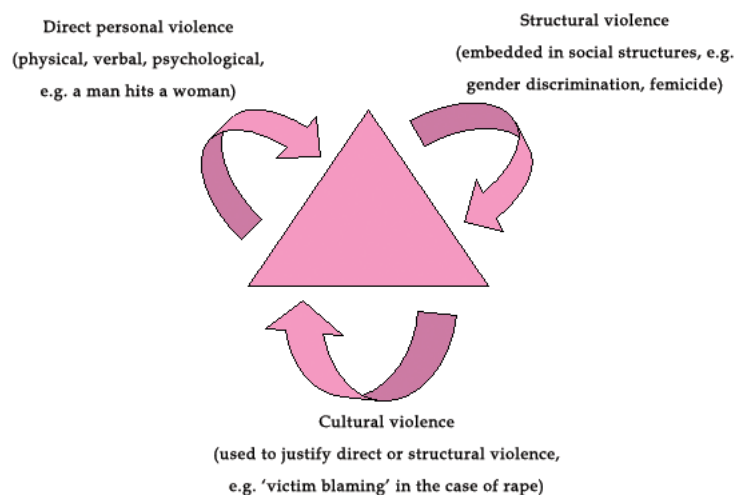 Direct personal violence
(physical, verbal, psychological,
e.g. a man hits a woman)
Structural violence
(embedded in social structures, e.g.
gender discrimination, femicide)
Cultural violence
(used to justify direct or structural violence,
e.g. ‘victim blaming’ in the case of rape)